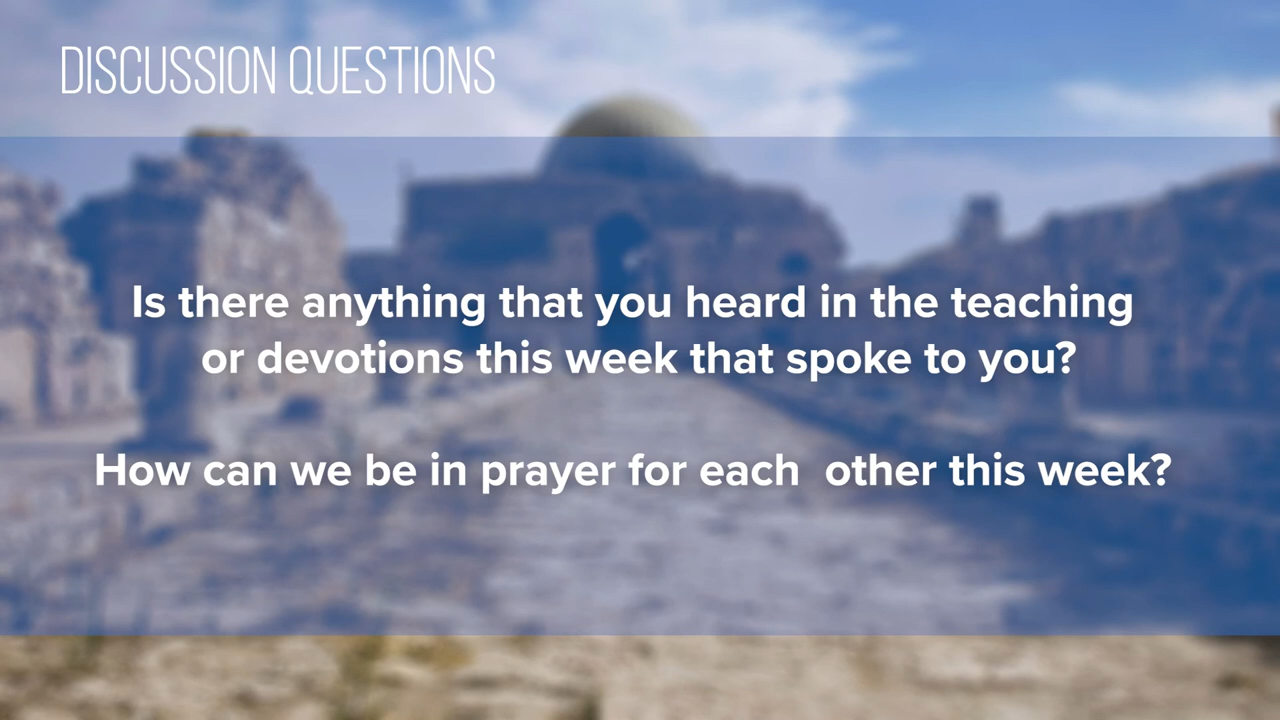 DISCUSSION QUESTIONS
Is there anything that you heard in the teaching
or devotions this week that spoke to you?
How can we be in prayer for each  other this week?